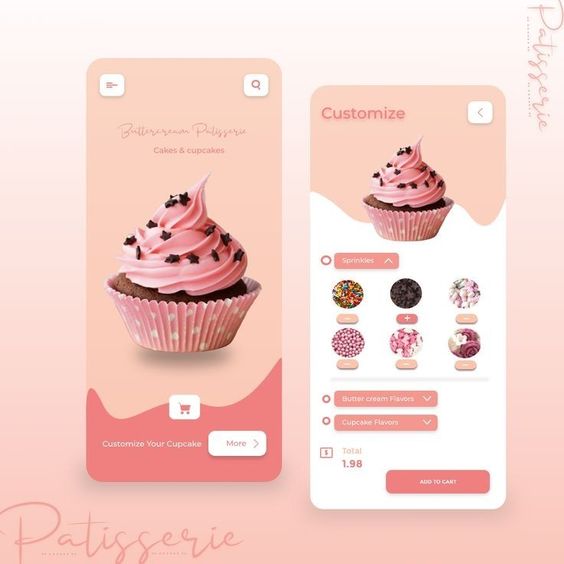 Patisserie
Buttercream Patisserie
Cakes & cupcakes
Customize Your Cupcake
More
Customize
Sprinkles
Butter cream Flavors
Cupcake Flavors
$
Total
1.98
ADD TO CART
Patisserie